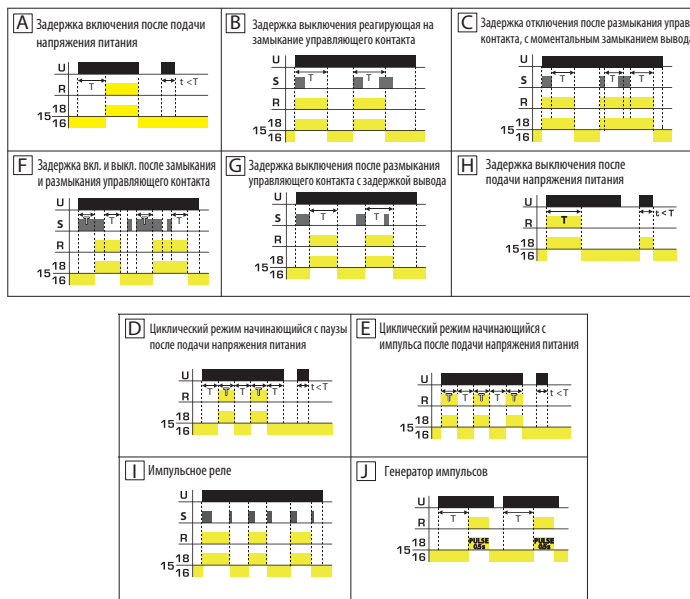 A Задержка включения после подачи
напряжения питания
U
T
t <T
R
18
15
16
B Задержка выключения реагирующая на
замыкание управляющего контакта
U
T
T
S
R
18
15
16
C Задержка отключения после размыкания управ
контакта, с моментальным замыканием вывода
U
S
T
T
T
R
18
15
16
F Задержка вкл. и выкл. после замыкания
и размыкания управляющего контакта
U
T
T
T
T
S
R
18
15
16
G Задержка выключения после размыкания
управляющего контакта с задержкой вывода
U
S
T
T
R
18
15
16
H Задержка выключения после
подачи напряжения питания
U
t <T
R
T
18
15
16
D Циклический режим начинающийся с паузы
после подачи напряжения питания
U
T
T
T
T
T
t<T
R
18
15
16
E Циклический режим начинающийся с
импульса после подачи напряжения питания
U
T
T
T
T
T
t<T
R
18
15
16
I Импульсное реле
U
S
R
18
15
16
J Генератор импульсов
U
T
T
R
18
PULSE
0.5s
PULSE
0.5s
15
16